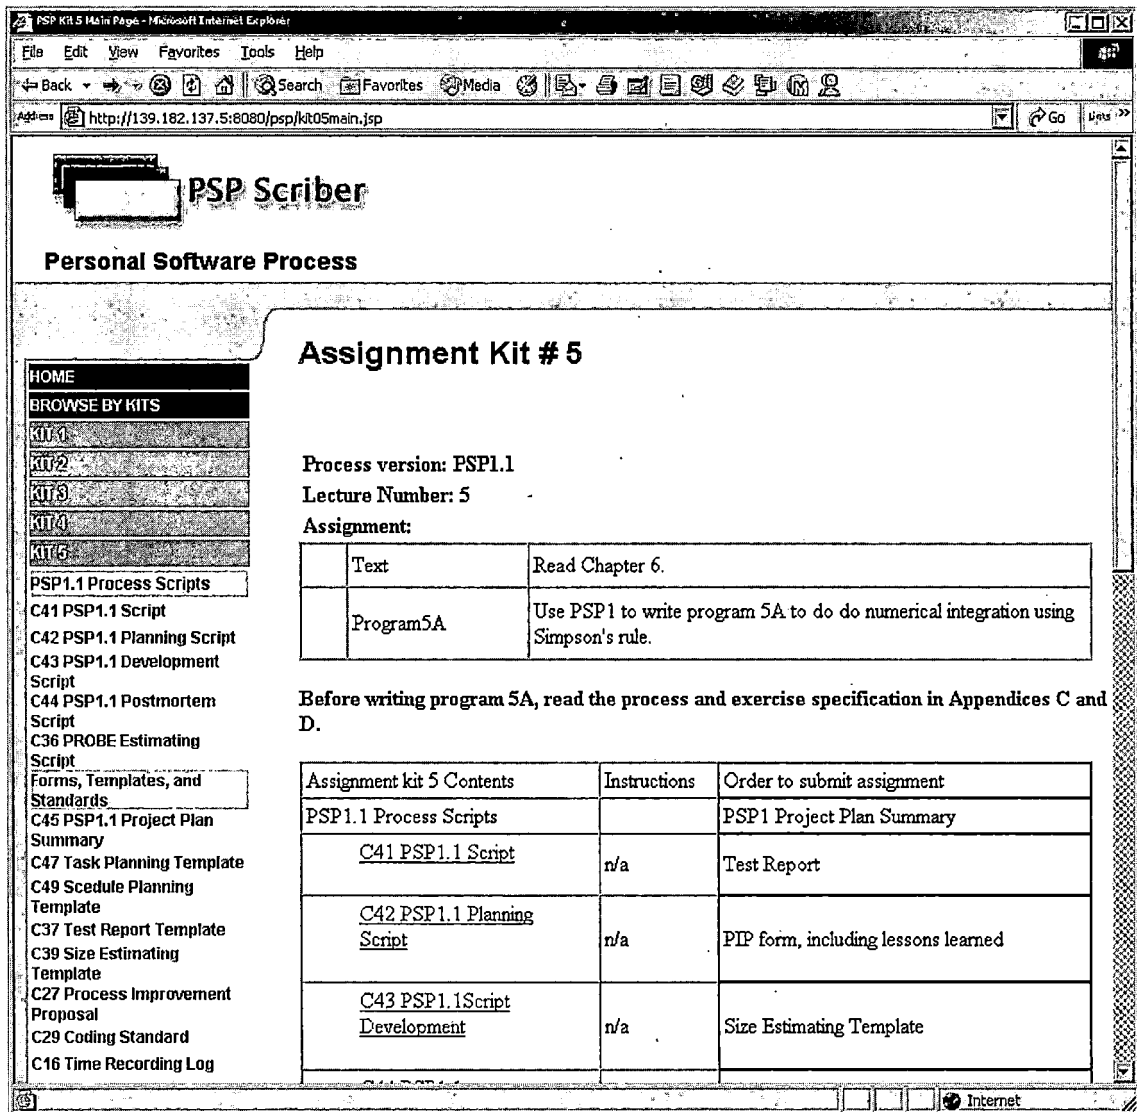 PSP Kit 5 Main Page - Microsoft Internet Explorer
File Edit View Favorites Tools Help
Back Search Favorites Media
Address http://139.182.137.5:8080/psp/kit05main.jsp Go Links »
PSP Scriber
Personal Software Process
Assignment Kit # 5
HOME
BROWSE BY KITS
KIT 1
KIT 2
KIT 3
KIT 4
KIT 5
PSP1.1 Process Scripts
C41 PSP1.1 Script
C42 PSP1.1 Planning Script
C43 PSP1.1 Development
Script
C44 PSP1.1 Postmortem
Script
C36 PROBE Estimating
Script
Forms, Templates, and
Standards
C45 PSP1.1 Project Plan
Summary
C47 Task Planning Template
C49 Scedule Planning
Template
C37 Test Report Template
C39 Size Estimating
Template
C27 Process Improvement
Proposal
C29 Coding Standard
C16 Time Recording Log
Process version: PSP1.1
Lecture Number: 5
Assignment:
Text Read Chapter 6.
Program5A Use PSP1 to write program 5A to do do numerical integration using
Simpson's rule.
Before writing program 5A, read the process and exercise specification in Appendices C and
D.
Assignment kit 5 Contents Instructions Order to submit assignment
PSP1.1 Process Scripts PSP1 Project Plan Summary
C41 PSP1.1 Script n/a Test Report
C42 PSP1.1 Planning
Script n/a PIP form, including lessons learned
C43 PSP1.1Script
Development n/a Size Estimating Template
Internet